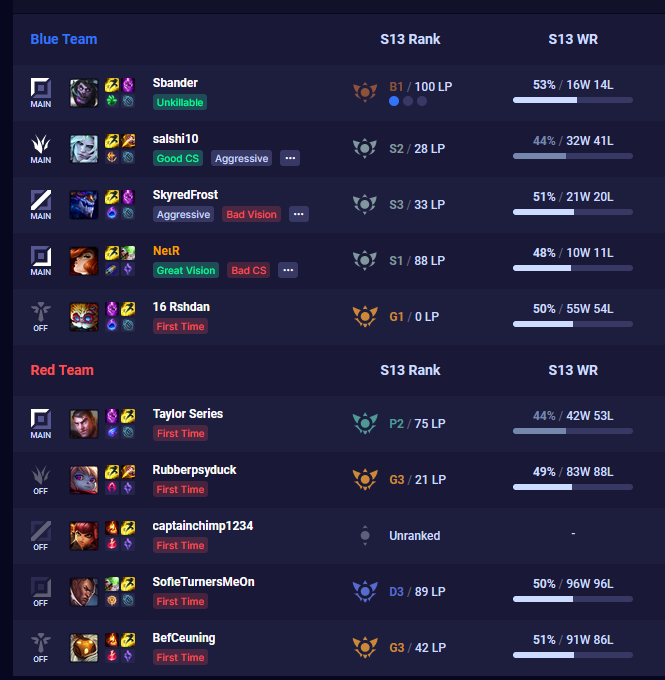 Blue Team S13 Rank S13 WR
MAIN Sbander B1 / 100 LP 53% / 16W 14L
Unkillable
MAIN salshi10 S2 / 28 LP 44% / 32W 41L
Good CS Aggressive •••
MAIN SkyredFrost S3 / 33 LP 51% / 21W 20L
Aggressive Bad Vision •••
MAIN NeɩR S1 / 88 LP 48% / 10W 11L
Great Vision Bad CS •••
OFF 16 Rshdan G1 / 0 LP 50% / 55W 54L
First Time
Red Team S13 Rank S13 WR
MAIN Taylor Series P2 / 75 LP 44% / 42W 53L
First Time
OFF Rubberpsyduck G3 / 21 LP 49% / 83W 88L
First Time
OFF captainchimp1234 Unranked -
First Time
OFF SofieTurnersMeOn D3 / 89 LP 50% / 96W 96L
First Time
OFF BefCeuning G3 / 42 LP 51% / 91W 86L
First Time